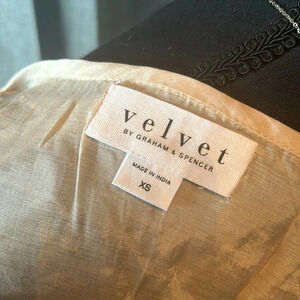 velvet
BY GRAHAM & SPENCER
MADE IN INDIA
XS